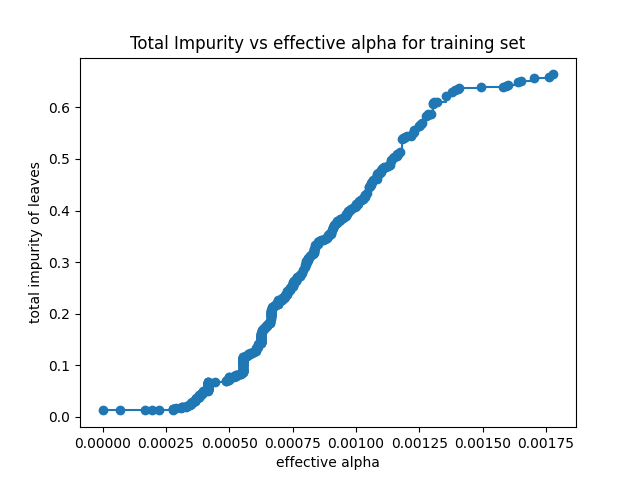 Total Impurity vs effective alpha for training set
total impurity of leaves
0.6
0.5
0.4
0.3
0.2
0.1
0.0
0.00000 0.00025 0.00050 0.00075 0.00100 0.00125 0.00150 0.00175
effective alpha